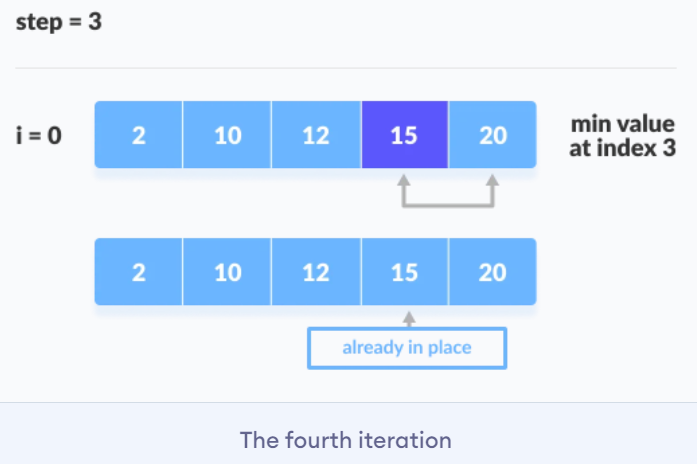 step = 3
i = 0
2 10 12 15 20
min value
at index 3
2 10 12 15 20
already in place
The fourth iteration